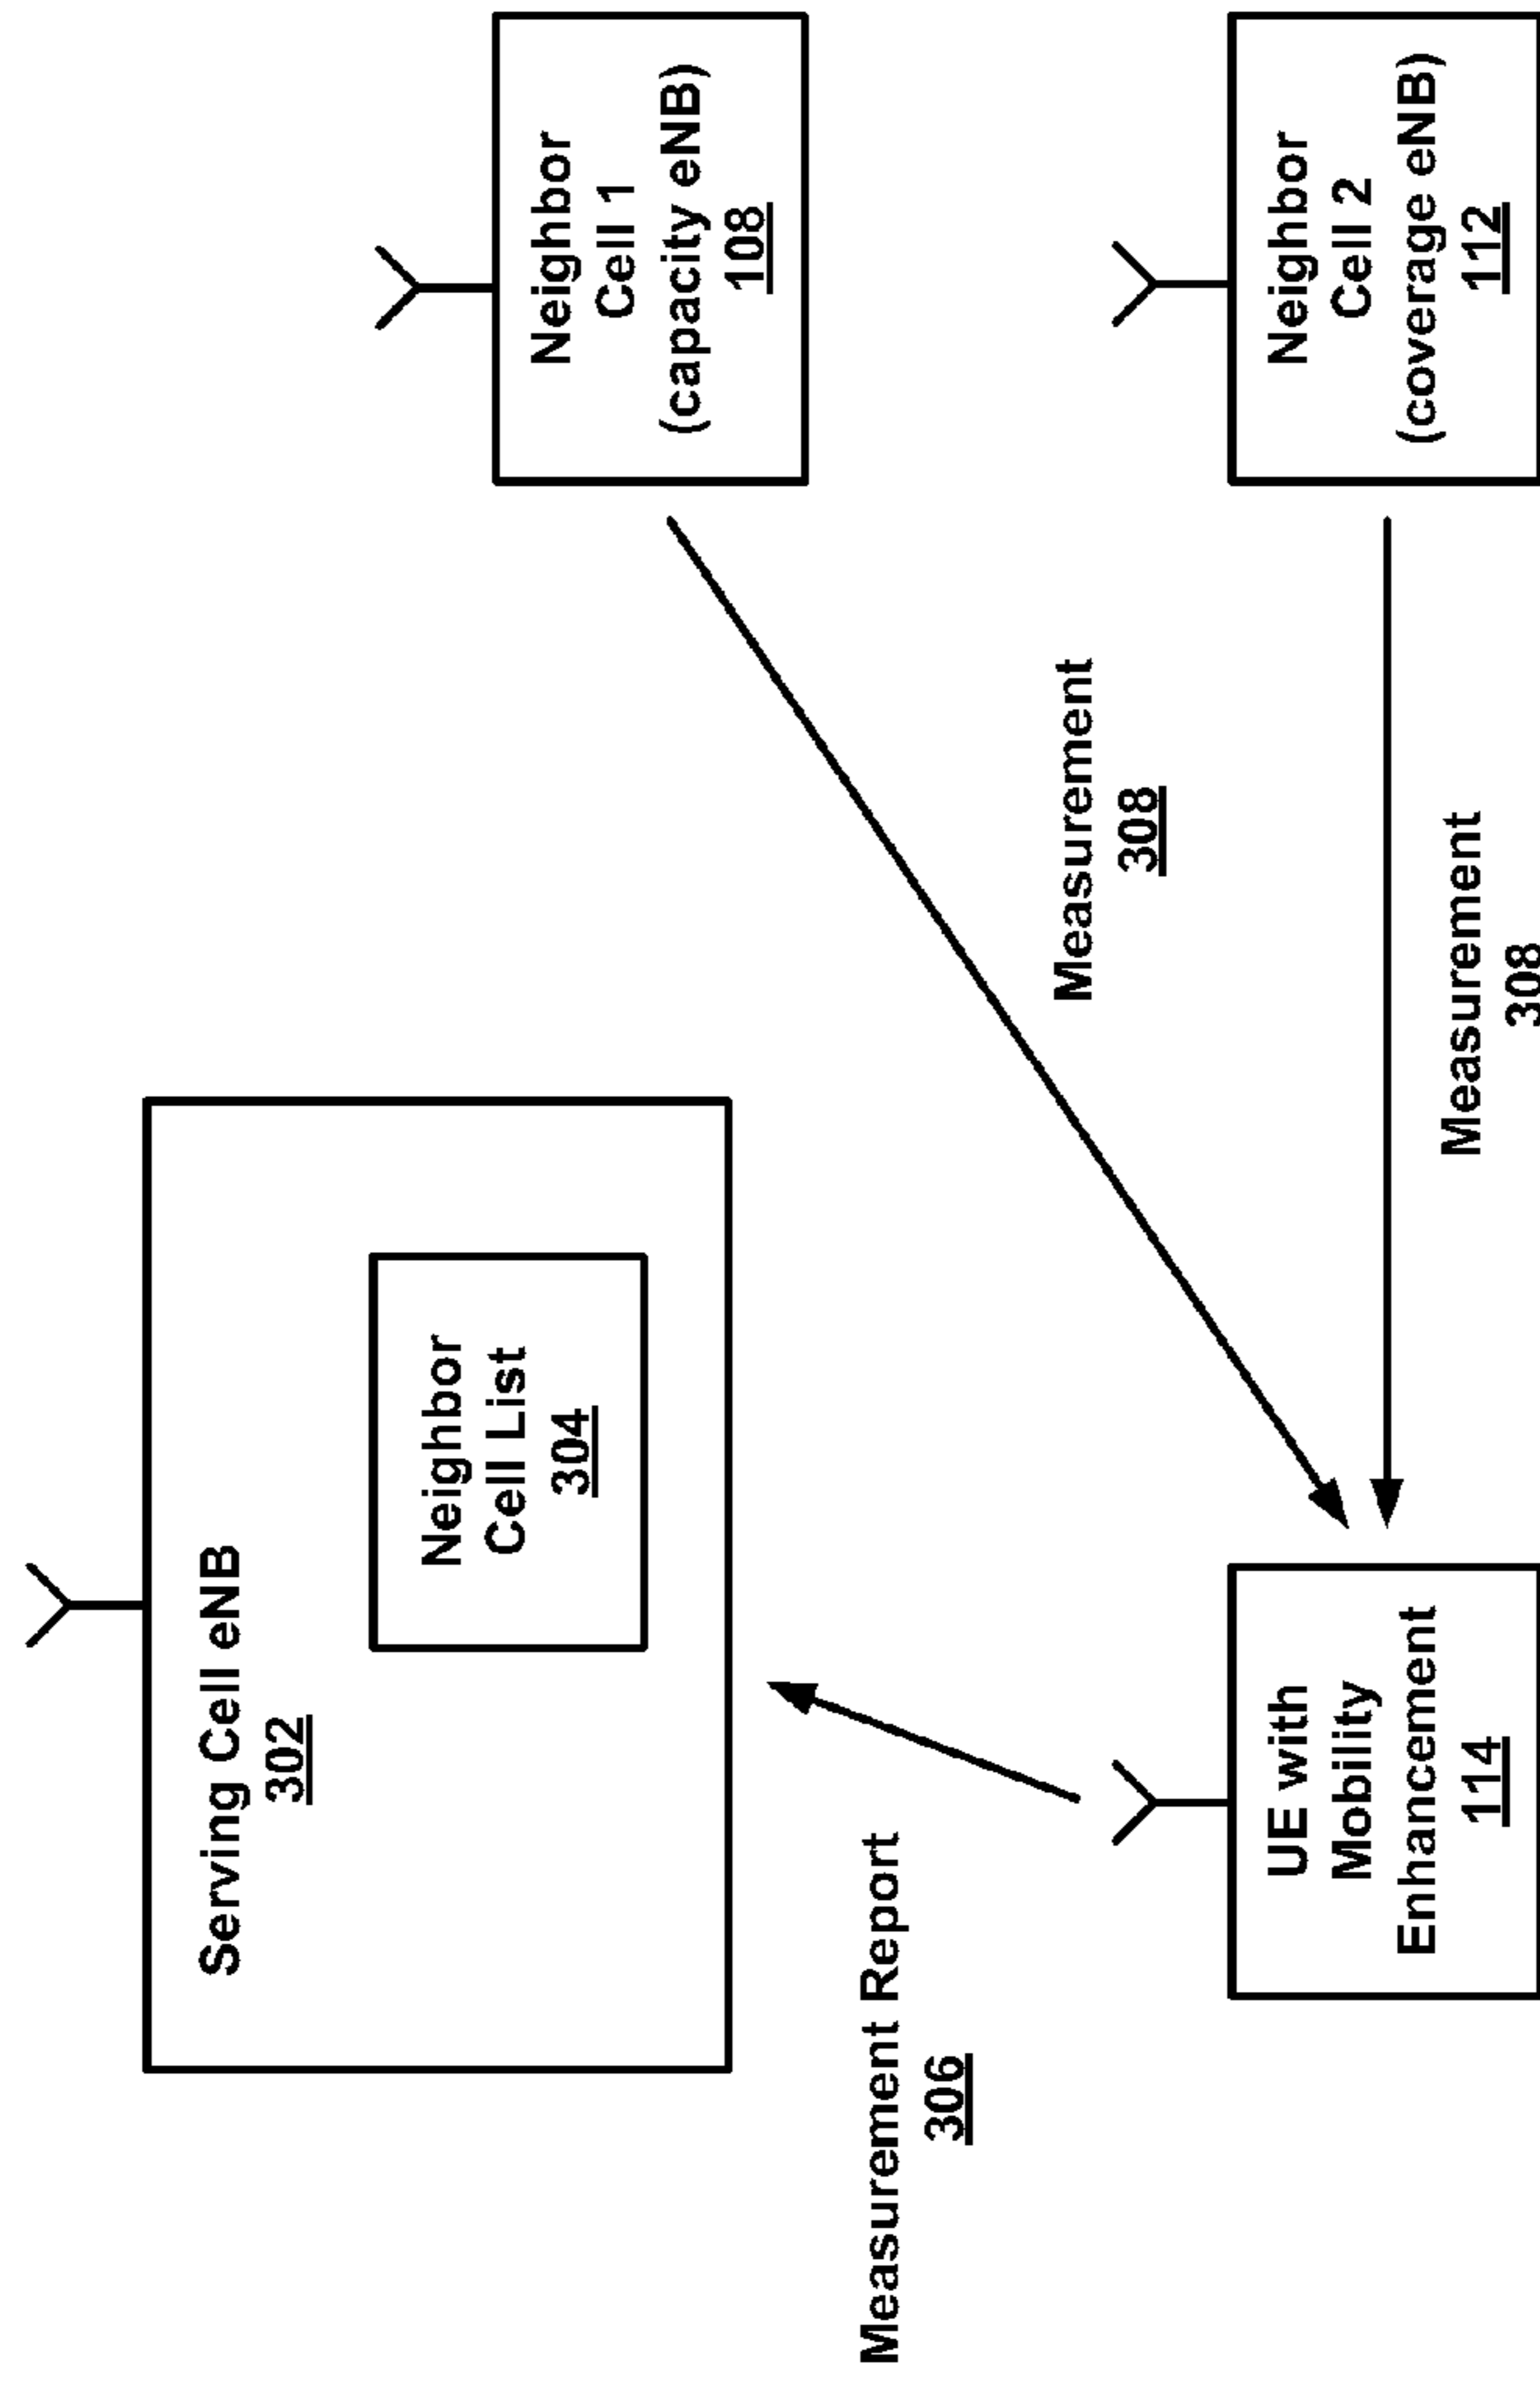 Serving Cell eNB
302
Neighbor
Cell List
304
Neighbor
Cell 1
(capacity eNB)
108
Measurement Report
306
Measurement
308
UE with
Mobility
Enhancement
114
Measurement
308
Neighbor
Cell 2
(coverage eNB)
112